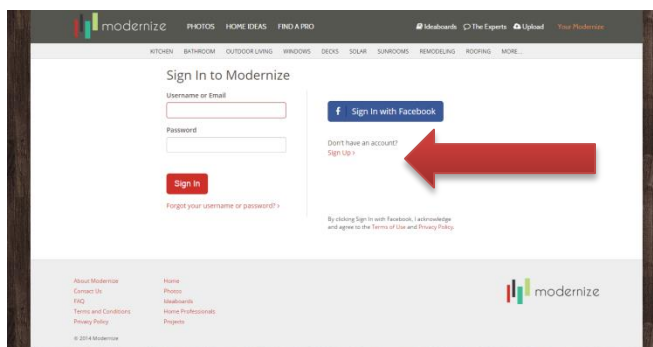 modernize PHOTOS HOME IDEAS FIND A PRO Ideaboards The Experts Upload Your Modernize
KITCHEN BATHROOM OUTDOOR LIVING WINDOWS DECKS SOLAR SUNROOMS REMODELING ROOFING MORE...
Sign In to Modernize
Username or Email
f Sign In with Facebook
Password
Don't have an account?
Sign Up ›
Sign In
Forgot your username or password? ›
By clicking Sign In with Facebook, I acknowledge
and agree to the Terms of Use and Privacy Policy.
About Modernize Home
Contact Us Photos
FAQ Ideaboards
Terms and Conditions Home Professionals
Privacy Policy Projects
modernize
© 2014 Modernize